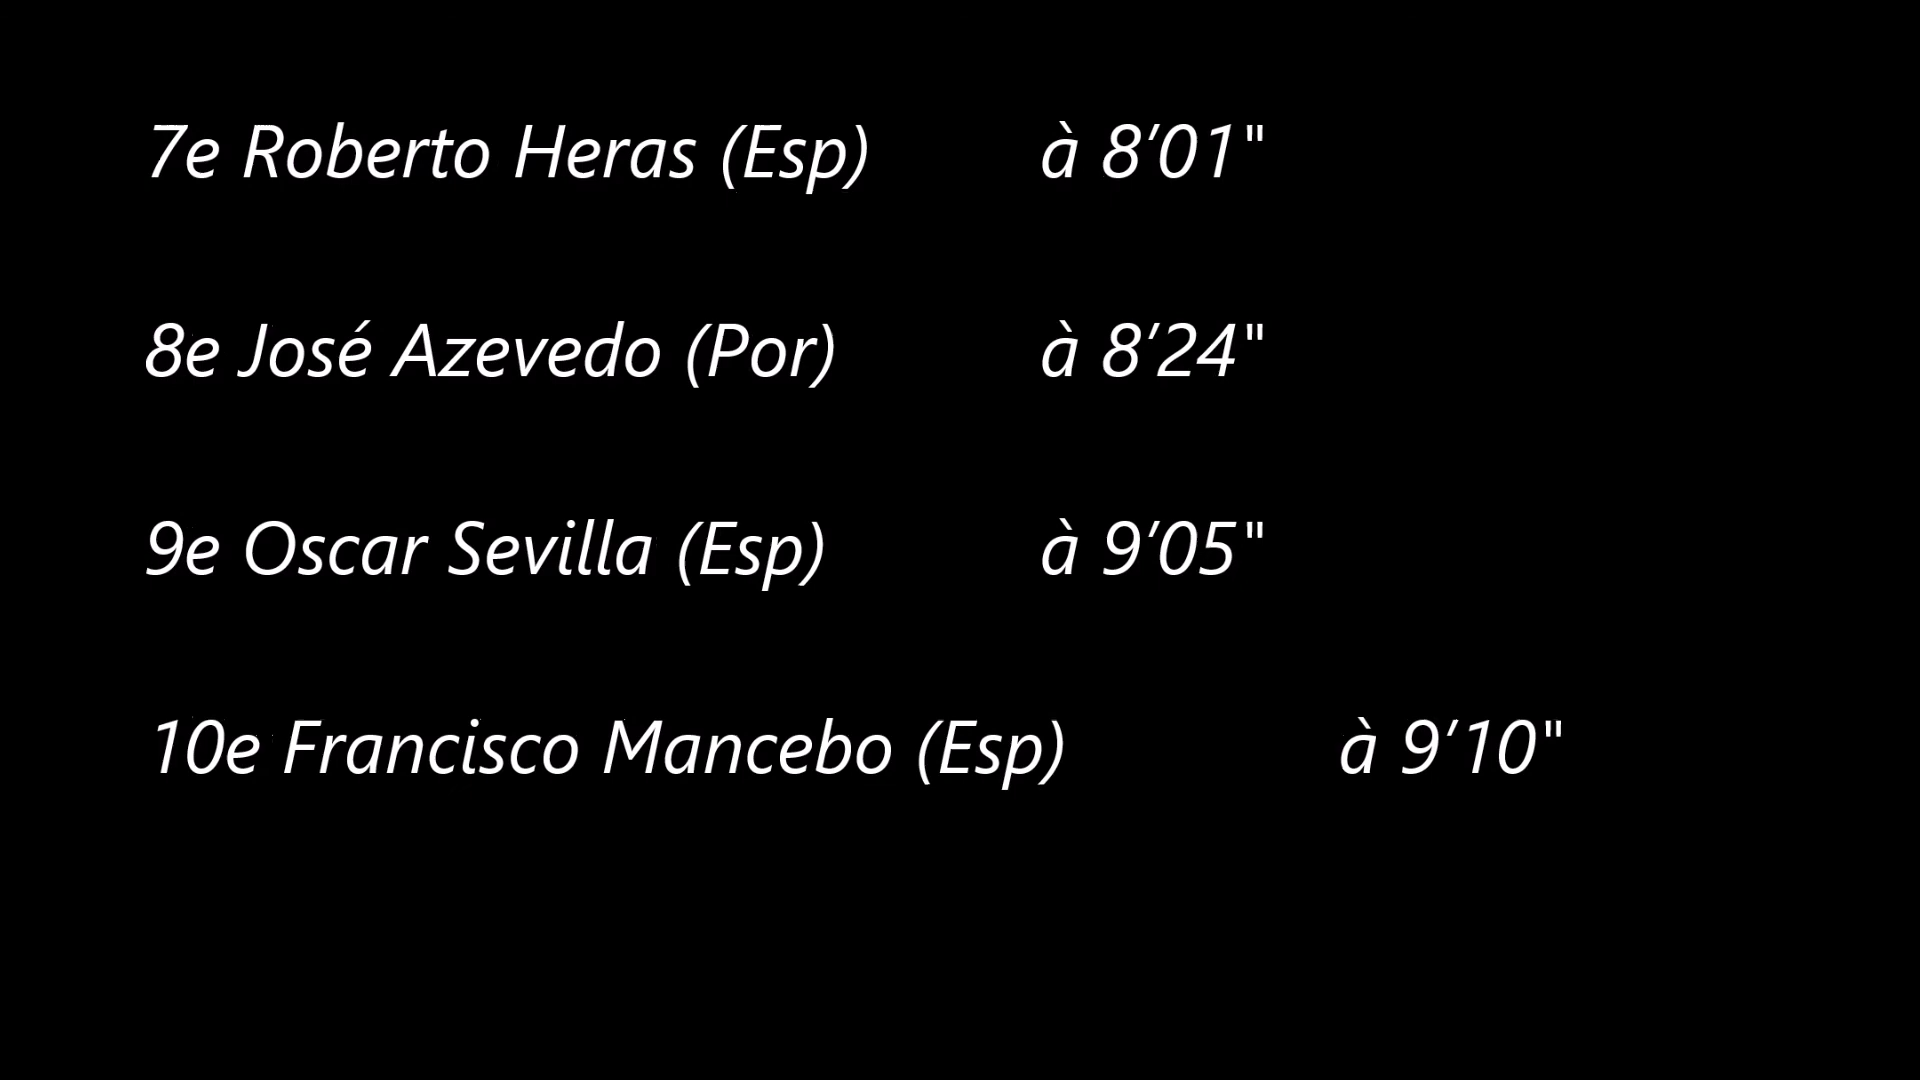 7e Roberto Heras (Esp) à 8'01"
8e José Azevedo (Por) à 8'24"
9e Oscar Sevilla (Esp) à 9'05"
10e Francisco Mancebo (Esp) à 9'10"